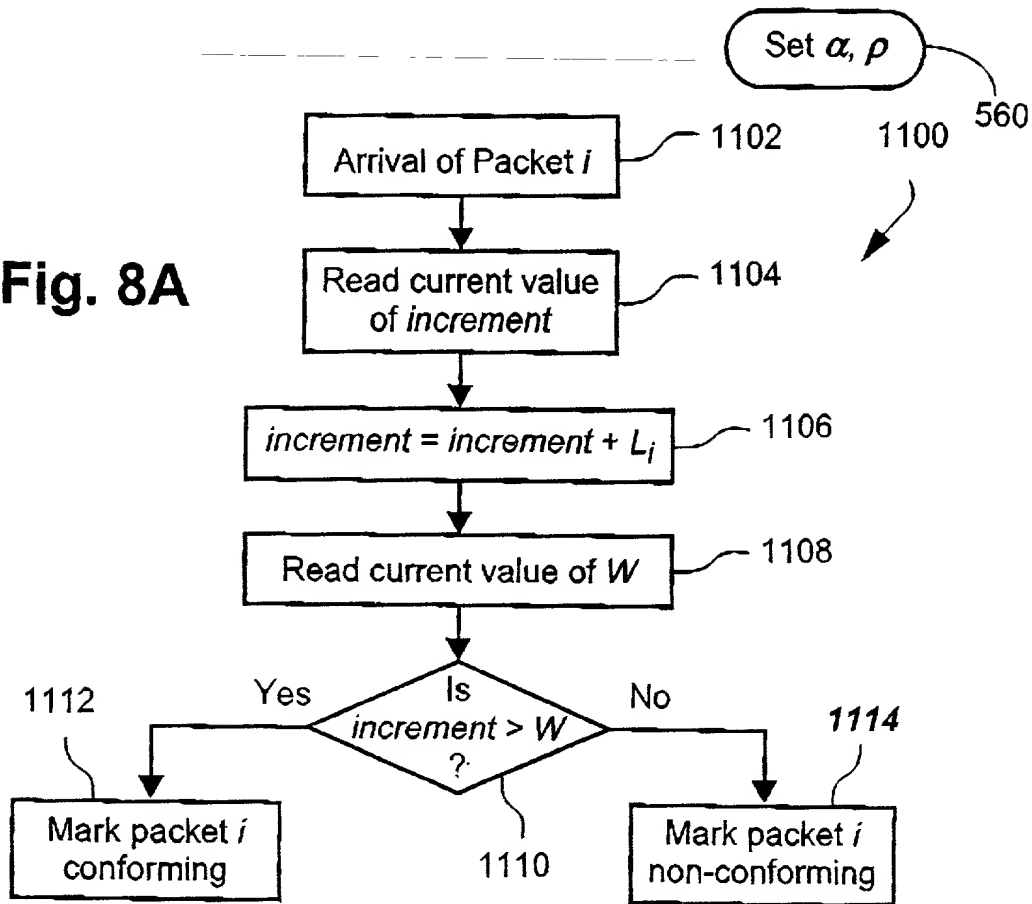 Set α, ρ
560
1100
Arrival of Packet i
1102
Fig. 8A
Read current value
of increment
1104
increment = increment + Li
1106
Read current value of W
1108
Yes
Is
increment > W
?
No
1112
1114
1110
Mark packet i
conforming
Mark packet i
non-conforming